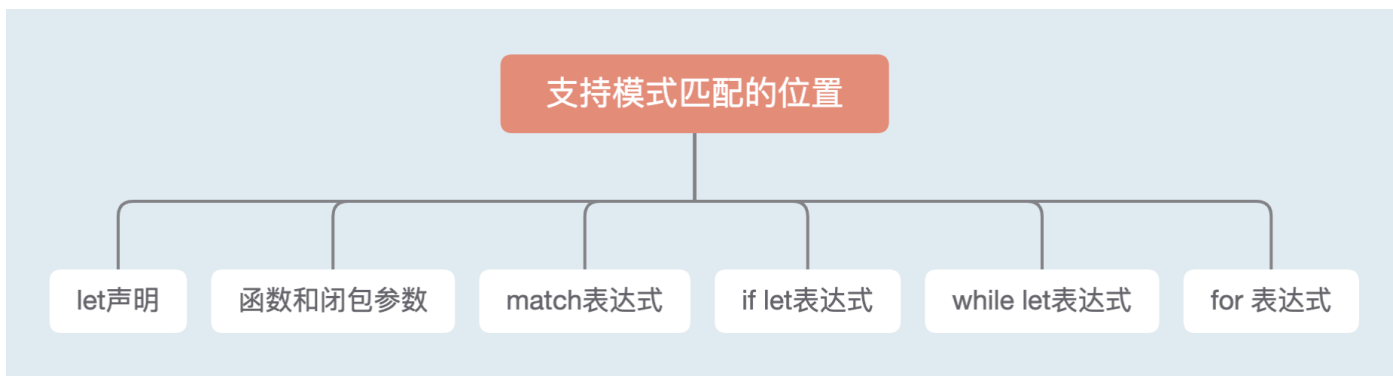 支持模式匹配的位置
let声明
函数和闭包参数
match表达式
if let表达式
while let表达式
for 表达式